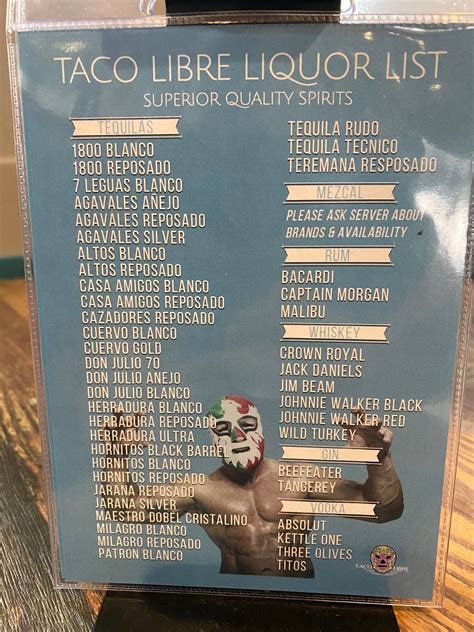 TACO LIBRE LIQUOR LIST
SUPERIOR QUALITY SPIRITS
TEQUILAS
1800 BLANCO
1800 REPOSADO
7 LEGUAS BLANCO
AGAVALES AÑEJO
AGAVALES REPOSADO
AGAVALES SILVER
ALTOS BLANCO
ALTOS REPOSADO
CASA AMIGOS BLANCO
CASA AMIGOS REPOSADO
CAZADORES REPOSADO
CUERVO BLANCO
CUERVO GOLD
DON JULIO 70
DON JULIO AÑEJO
DON JULIO BLANCO
HERRADURA BLANCO
HERRADURA REPOSADO
HERRADURA ULTRA
HORNITOS BLACK BARREL
HORNITOS BLANCO
HORNITOS REPOSADO
JARANA REPOSADO
JARANA SILVER
MAESTRO DOBEL CRISTALINO
MILAGRO BLANCO
MILAGRO REPOSADO
PATRON BLANCO
TEQUILA RUDO
TEQUILA TECNICO
TEREMANA RESPOSADO
MEZCAL
PLEASE ASK SERVER ABOUT
BRANDS & AVAILABILITY
RUM
BACARDI
CAPTAIN MORGAN
MALIBU
WHISKEY
CROWN ROYAL
JACK DANIELS
JIM BEAM
JOHNNIE WALKER BLACK
JOHNNIE WALKER RED
WILD TURKEY
GIN
BEEFEATER
TANGEREY
VODKA
ABSOLUT
KETTLE ONE
THREE OLIVES
TITOS
TACO LIBRE